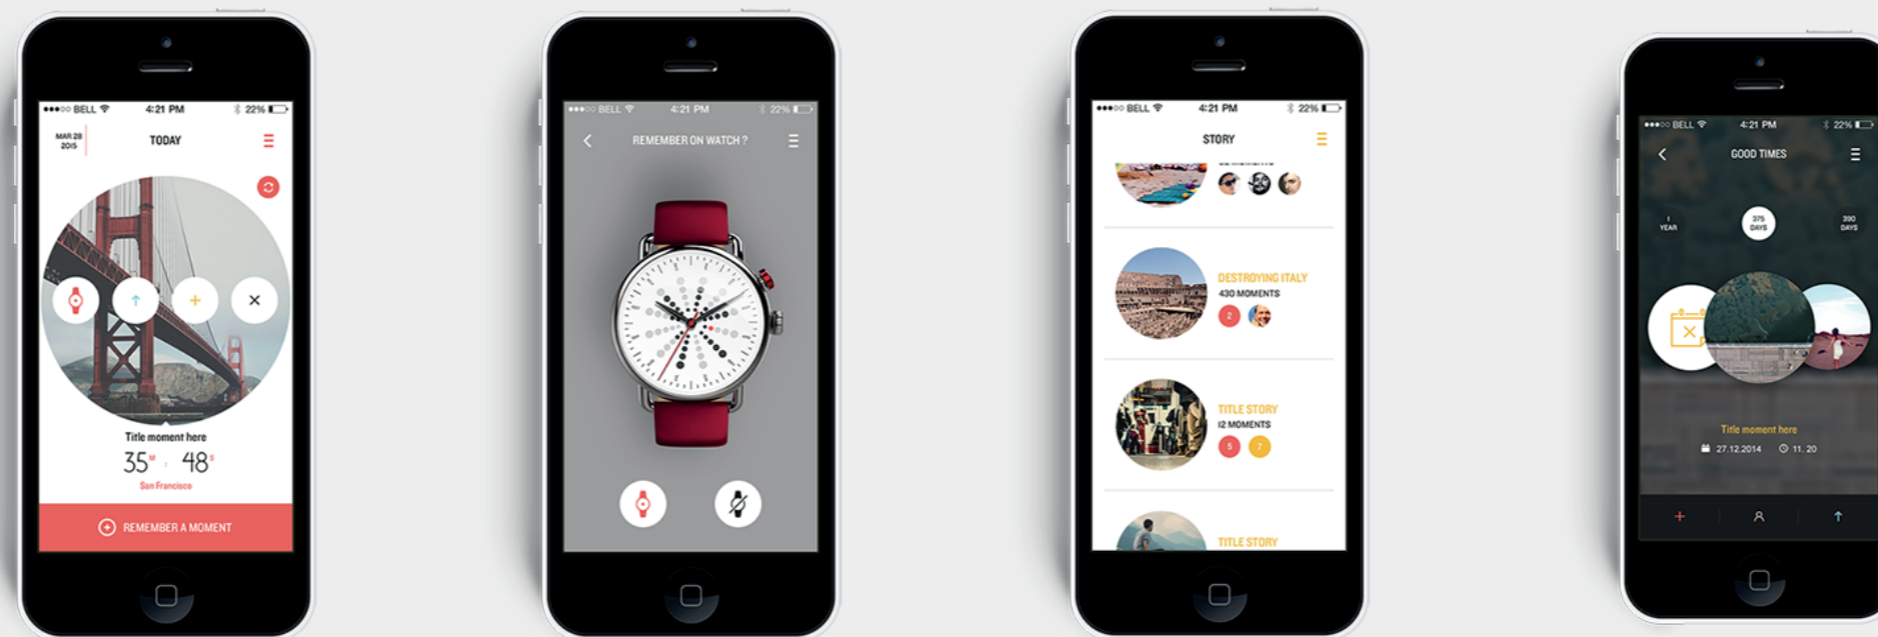 BELL 4:21 PM 22%
MAR 28
2015
TODAY
Title moment here
35M : 48S
San Francisco
REMEMBER A MOMENT
BELL 4:21 PM 22%
REMEMBER ON WATCH ?
BELL 4:21 PM 22%
STORY
DESTROYING ITALY
430 MOMENTS
2
TITLE STORY
12 MOMENTS
5 7
TITLE STORY
BELL 4:21 PM 22%
GOOD TIMES
1
YEAR
375
DAYS
390
DAYS
Title moment here
27.12.2014 11. 20